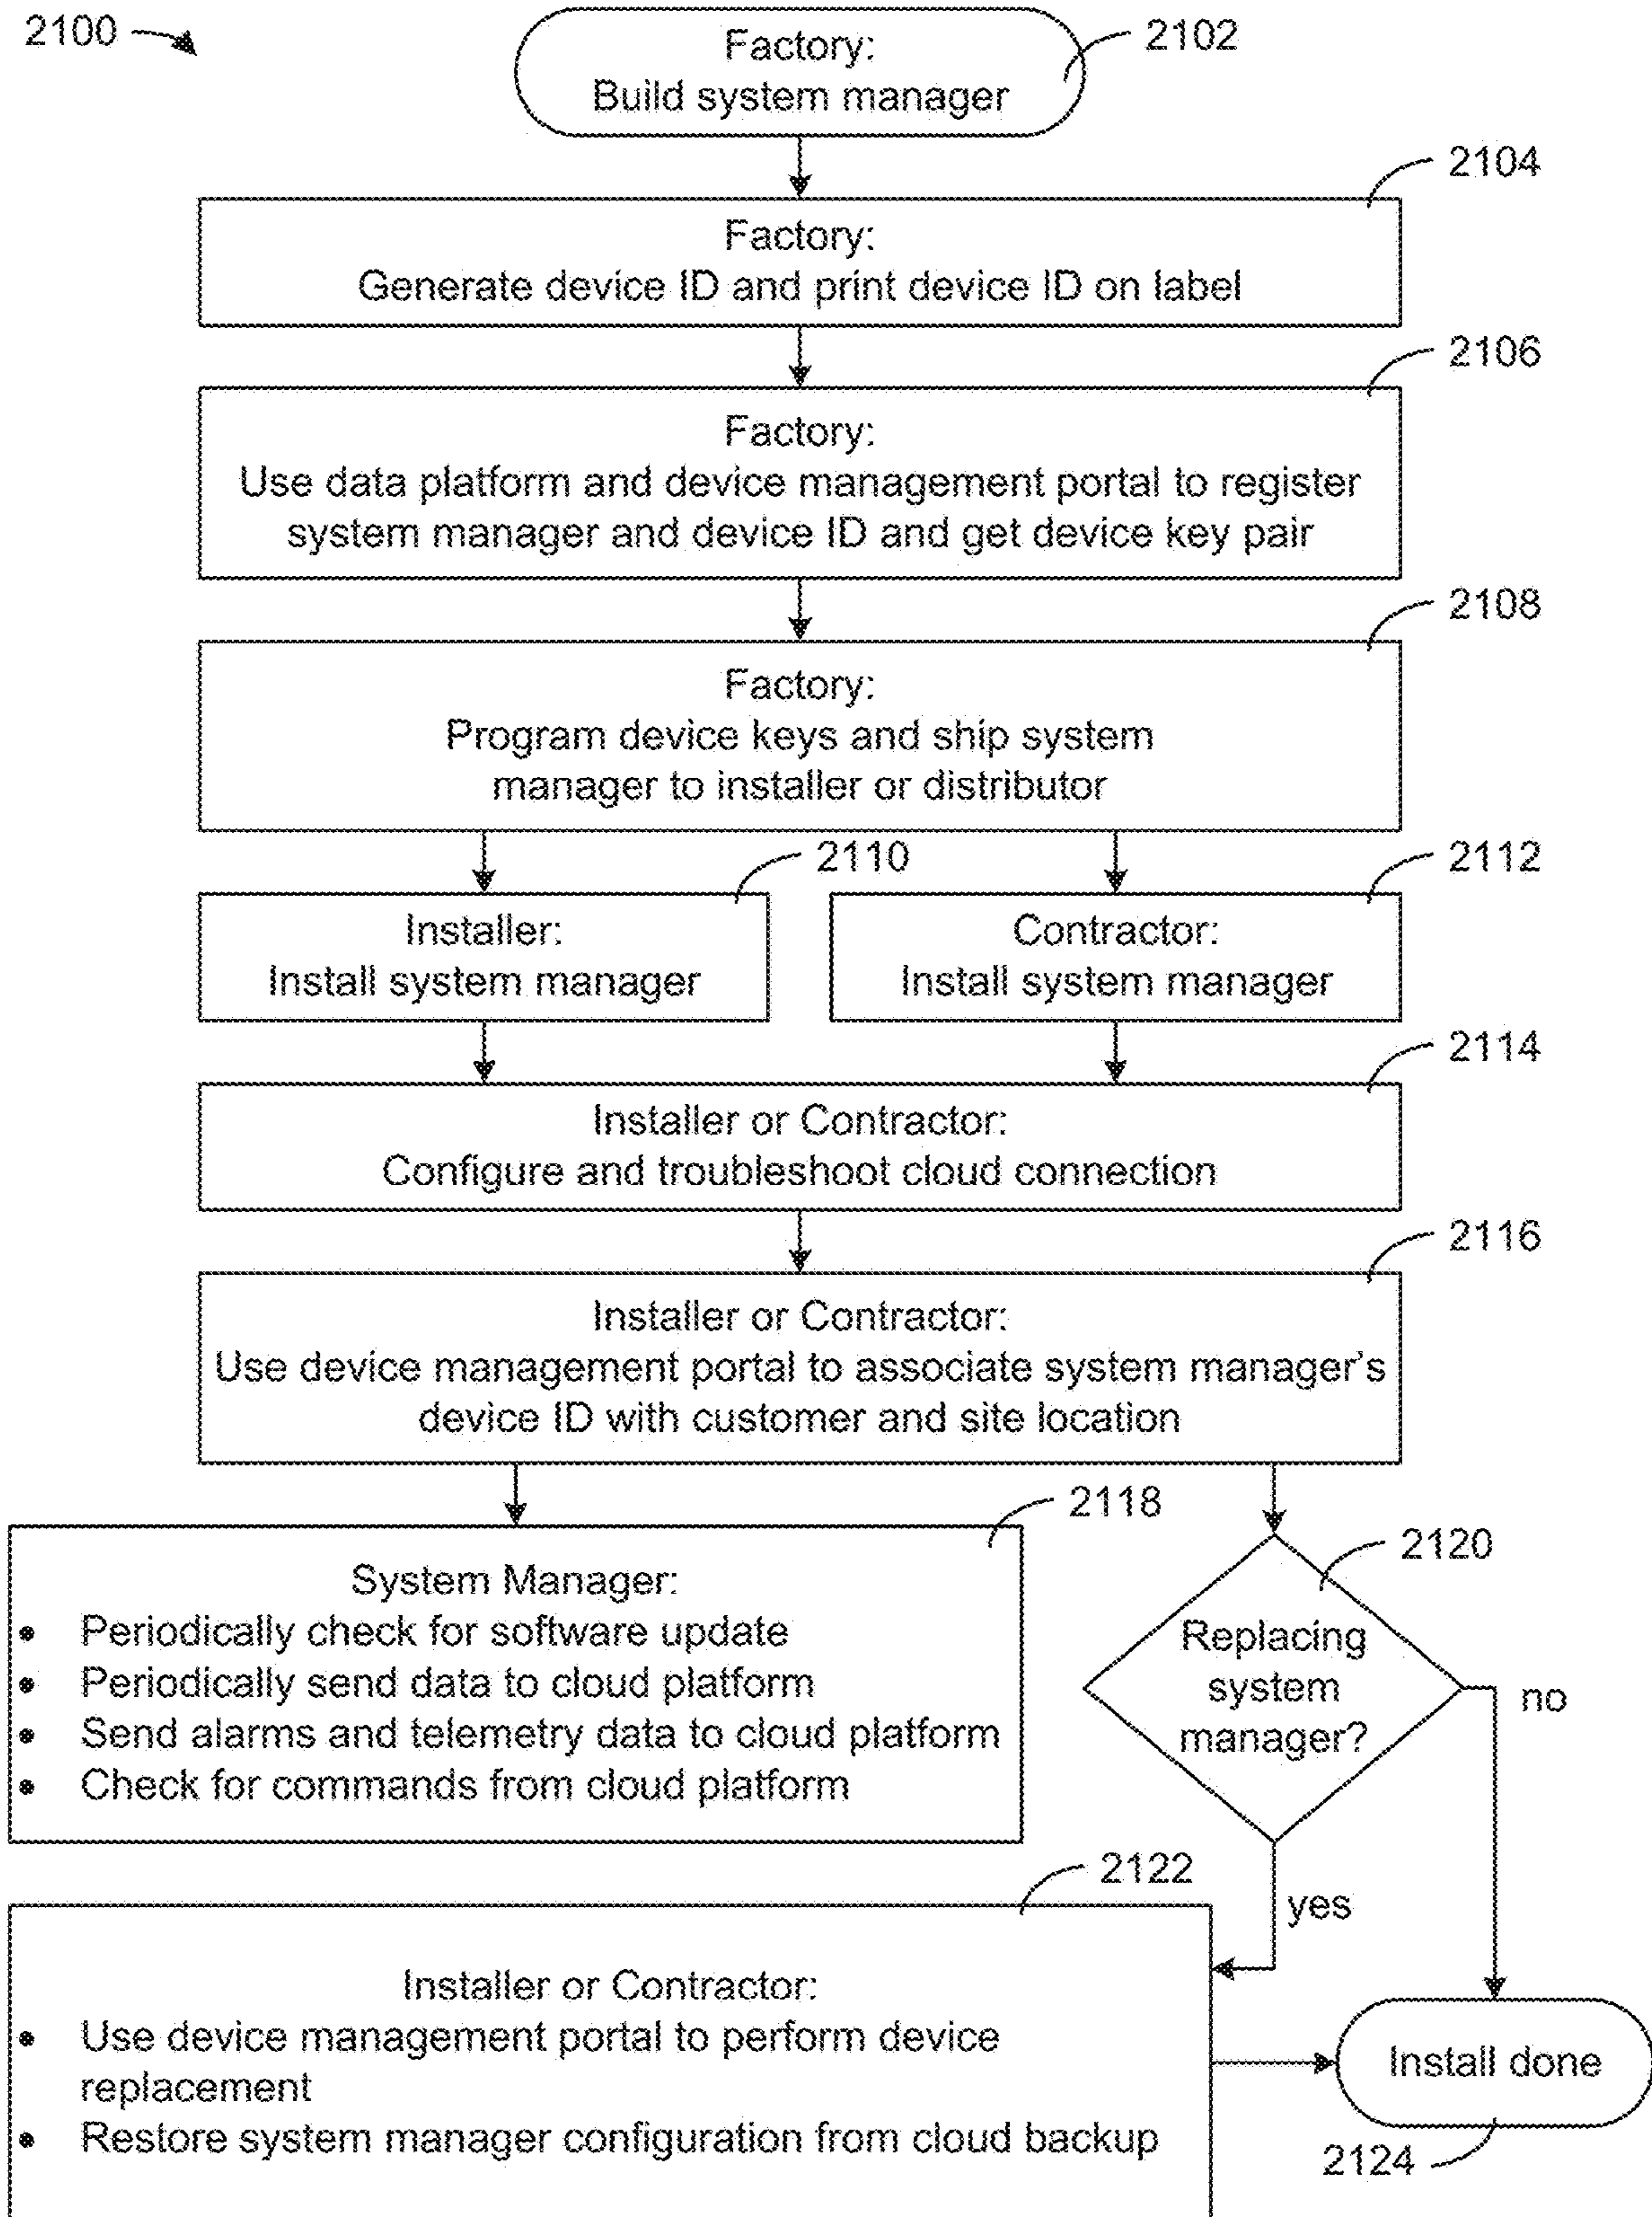 2100
Factory:
Build system manager
2102
2104
Factory:
Generate device ID and print device ID on label
2106
Factory:
Use data platform and device management portal to register
system manager and device ID and get device key pair
2108
Factory:
Program device keys and ship system
manager to installer or distributor
2110
Installer:
Install system manager
2112
Contractor:
Install system manager
2114
Installer or Contractor:
Configure and troubleshoot cloud connection
2116
Installer or Contractor:
Use device management portal to associate system manager's
device ID with customer and site location
2118
System Manager:
• Periodically check for software update
• Periodically send data to cloud platform
• Send alarms and telemetry data to cloud platform
• Check for commands from cloud platform
2120
Replacing
system
manager?
no
yes
2122
Installer or Contractor:
• Use device management portal to perform device
replacement
• Restore system manager configuration from cloud backup
Install done
2124